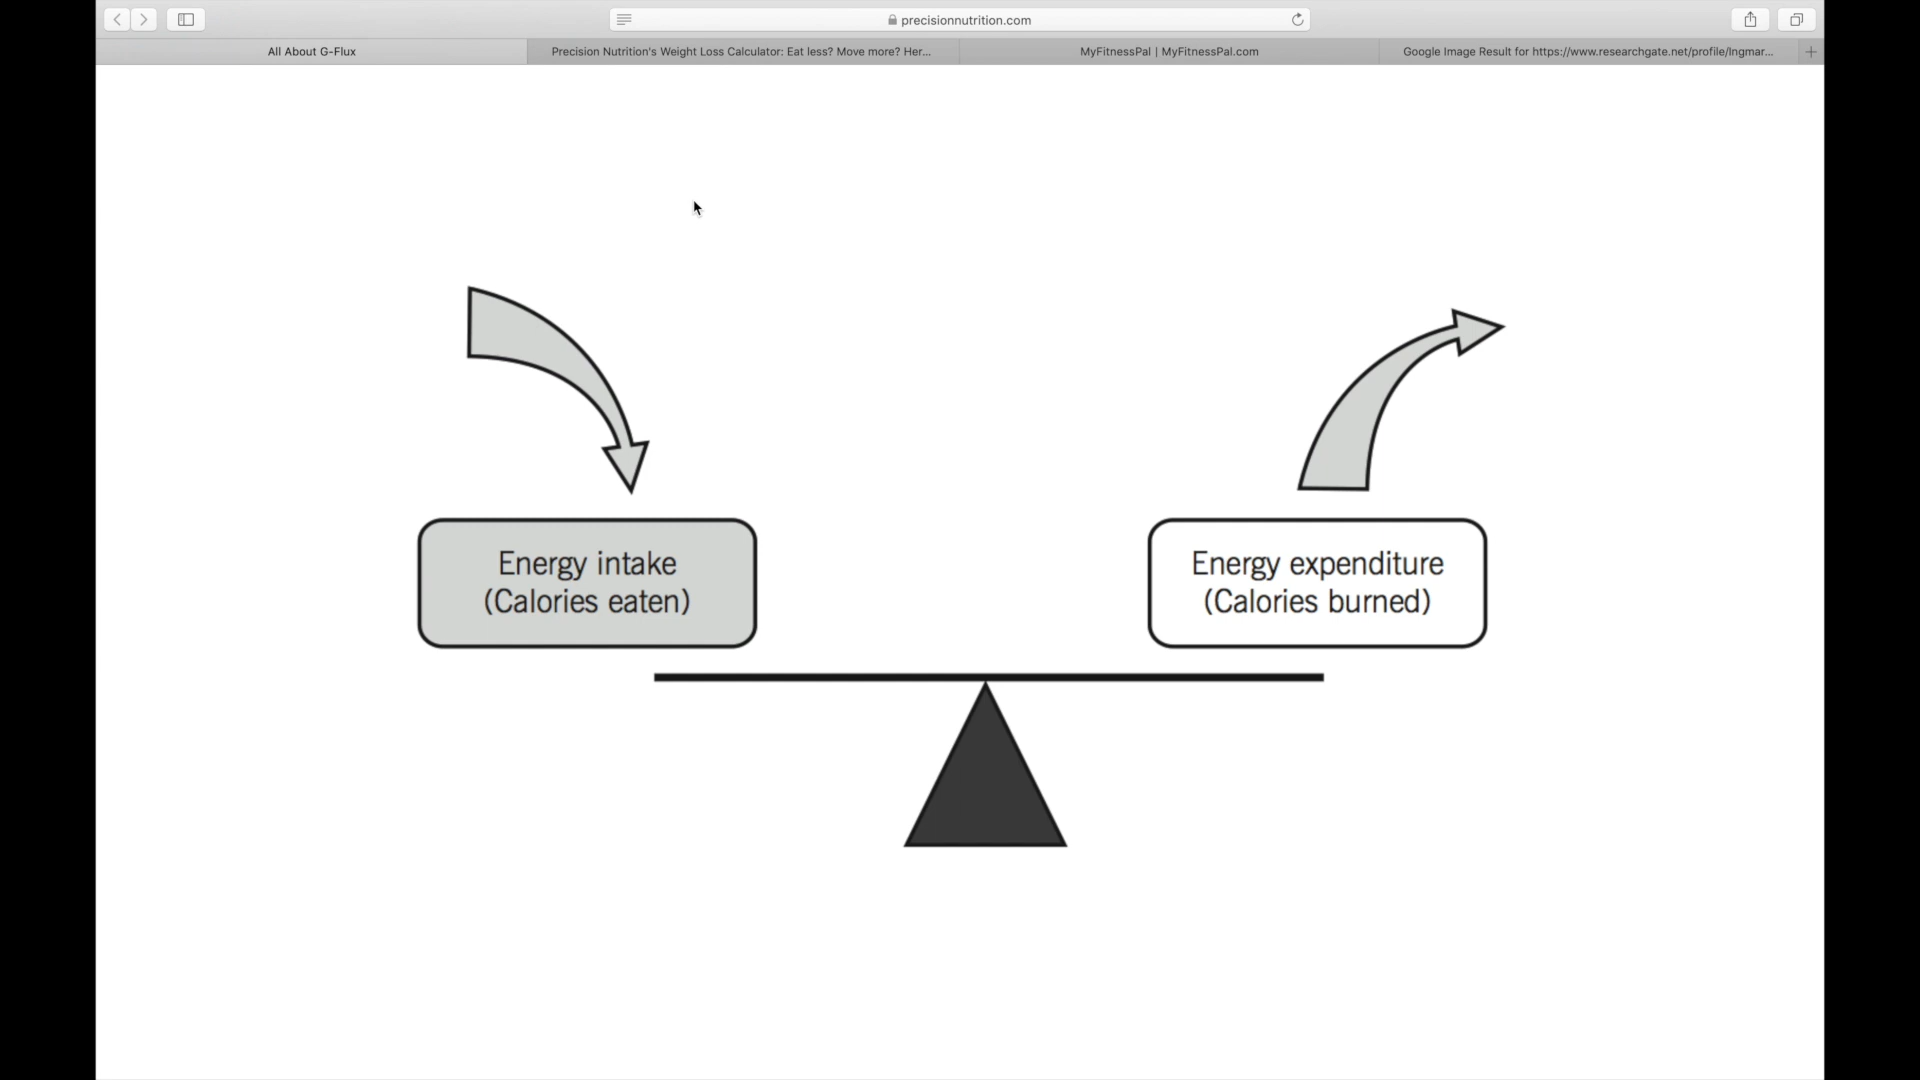 precisionnutrition.com
All About G-Flux
Precision Nutrition's Weight Loss Calculator: Eat less? Move more? Her...
MyFitnessPal | MyFitnessPal.com
Google Image Result for https://www.researchgate.net/profile/Ingmar...
Energy intake
(Calories eaten)
Energy expenditure
(Calories burned)